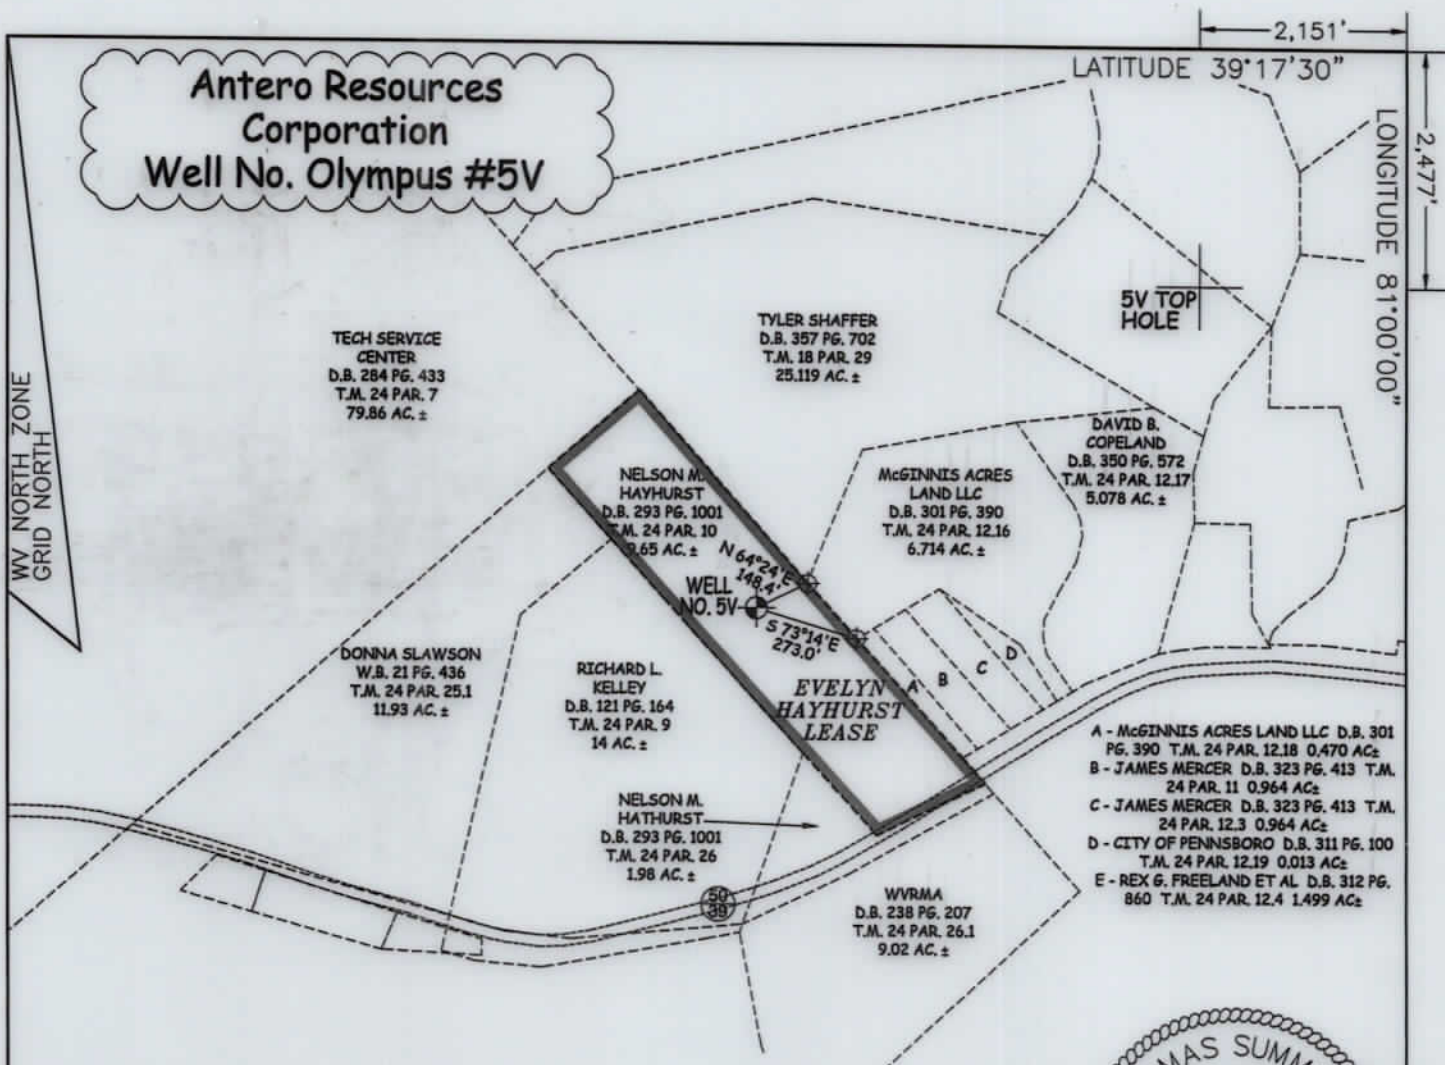 2,151'
LATITUDE 39°17'30"
Antero Resources
Corporation
Well No. Olympus #5V
LONGITUDE 81°00'00"
2,477'
5V TOP
HOLE
WV NORTH ZONE
GRID NORTH
TECH SERVICE
CENTER
D.B. 284 PG. 433
T.M. 24 PAR. 7
79.86 AC. ±
TYLER SHAFFER
D.B. 357 PG. 702
T.M. 18 PAR. 29
25.119 AC. ±
DAVID B.
COPELAND
D.B. 350 PG. 572
T.M. 24 PAR. 12.17
5.078 AC. ±
NELSON M.
HAYHURST
D.B. 293 PG. 1001
T.M. 24 PAR. 10
9.65 AC. ±
McGINNIS ACRES
LAND LLC
D.B. 301 PG. 390
T.M. 24 PAR. 12.16
6.714 AC. ±
N 64°24'E
148.4'
WELL
NO. 5V
S 73°14'E
273.0'
DONNA SLAWSON
W.B. 21 PG. 436
T.M. 24 PAR. 25.1
11.93 AC. ±
RICHARD L.
KELLEY
D.B. 121 PG. 164
T.M. 24 PAR. 9
14 AC. ±
EVELYN
HAYHURST
LEASE
A
B
C
D
A - McGINNIS ACRES LAND LLC D.B. 301
PG. 390 T.M. 24 PAR. 12.18 0.470 AC±
B - JAMES MERCER D.B. 323 PG. 413 T.M.
24 PAR. 11 0.964 AC±
C - JAMES MERCER D.B. 323 PG. 413 T.M.
24 PAR. 12.3 0.964 AC±
D - CITY OF PENNSBORO D.B. 311 PG. 100
T.M. 24 PAR. 12.19 0.013 AC±
E - REX G. FREELAND ET AL D.B. 312 PG.
860 T.M. 24 PAR. 12.4 1.499 AC±
NELSON M.
HATHURST
D.B. 293 PG. 1001
T.M. 24 PAR. 26
1.98 AC. ±
50
39
WVRMA
D.B. 238 PG. 207
T.M. 24 PAR. 26.1
9.02 AC. ±